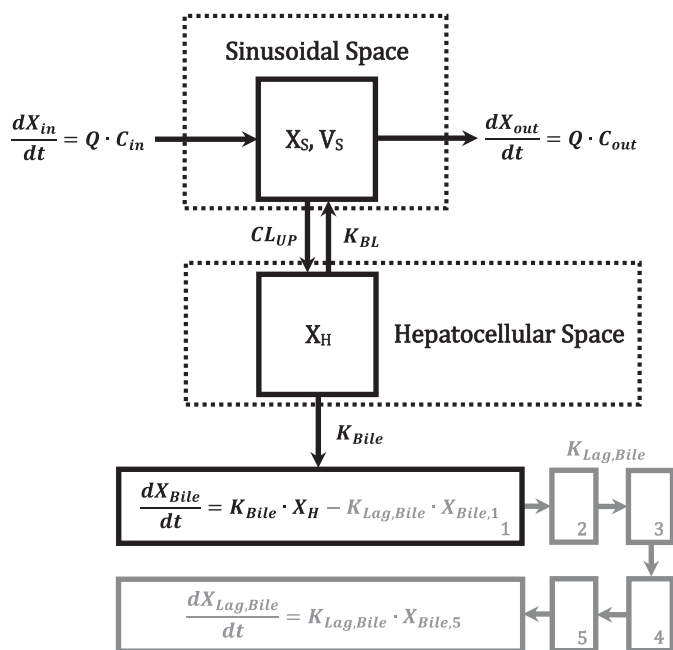 Sinusoidal Space
dX_in/dt = Q · C_in
X_S, V_S
dX_out/dt = Q · C_out
CL_UP
K_BL
X_H
Hepatocellular Space
K_Bile
K_Lag,Bile
dX_Bile/dt = K_Bile · X_H − K_Lag,Bile · X_Bile,1
1
2
3
dX_Lag,Bile/dt = K_Lag,Bile · X_Bile,5
5
4